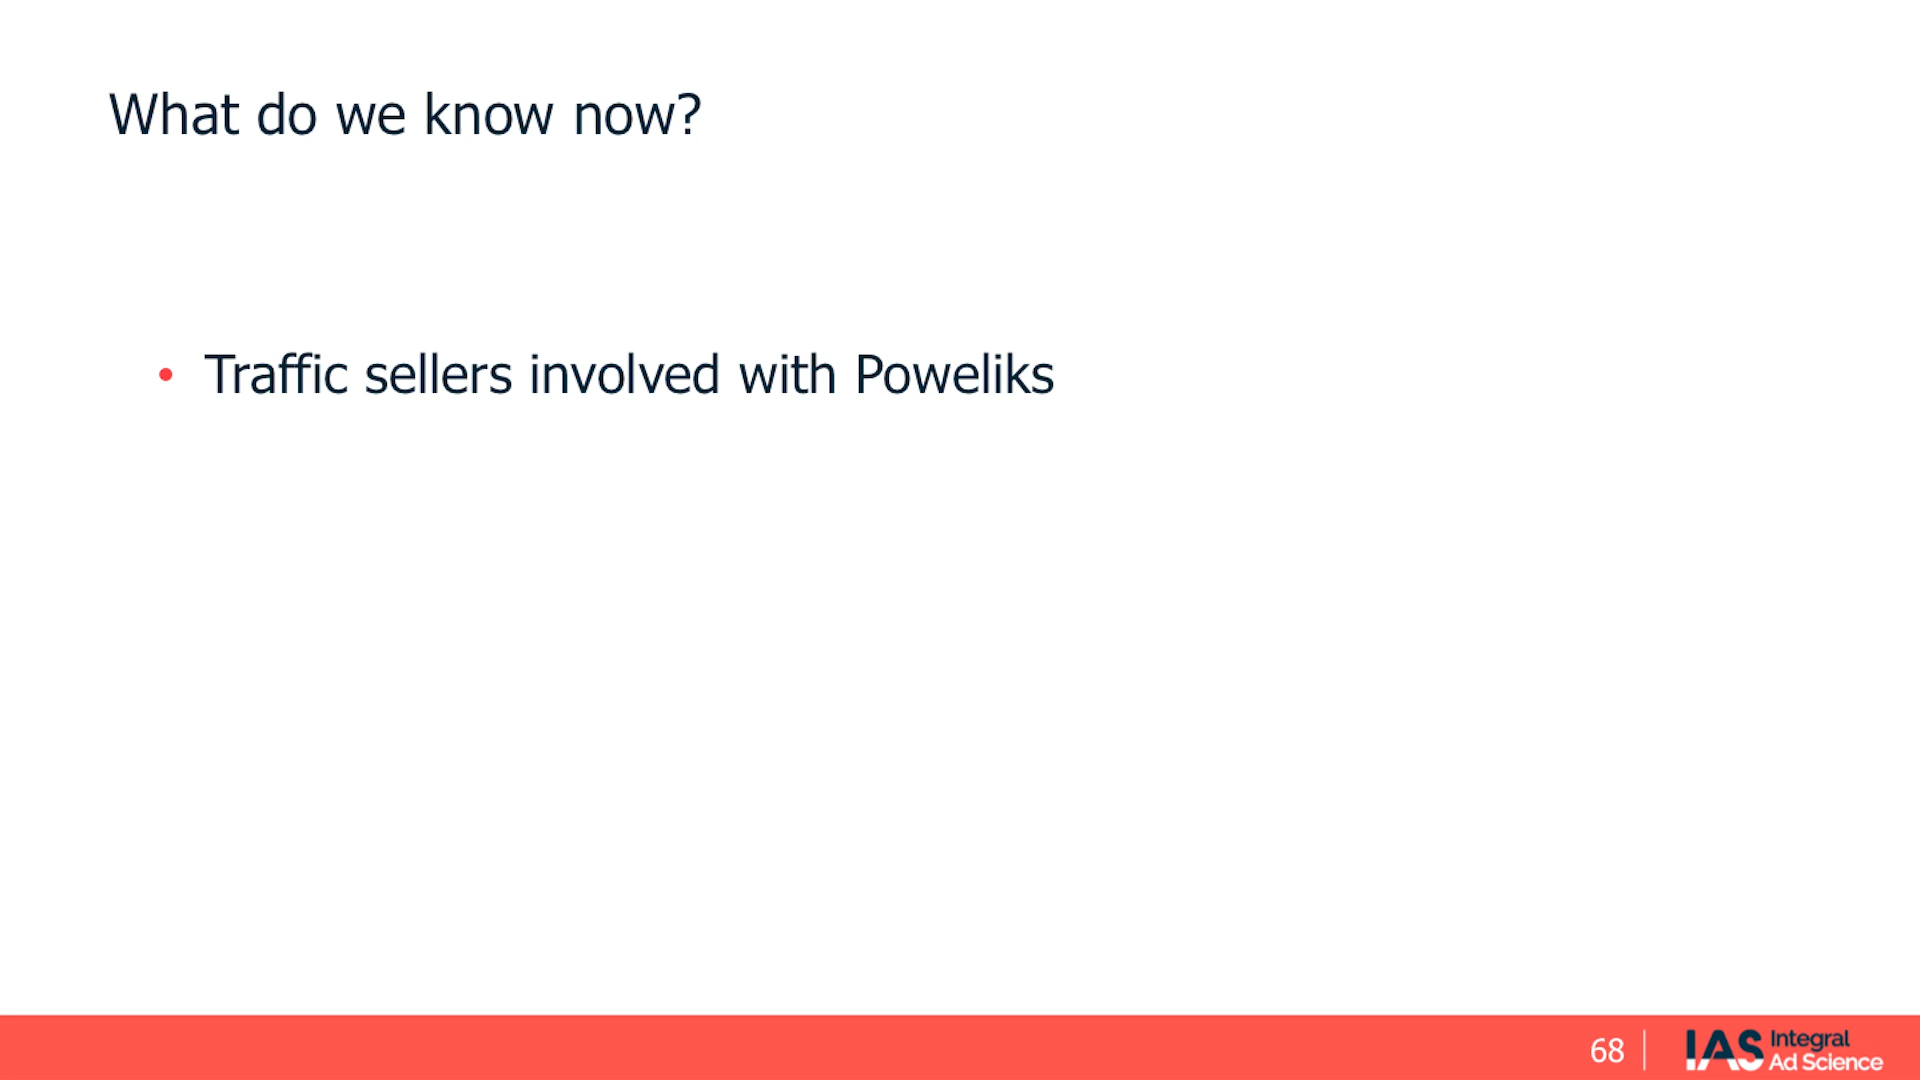 What do we know now?
• Traffic sellers involved with Poweliks
68
IAS Integral
Ad Science